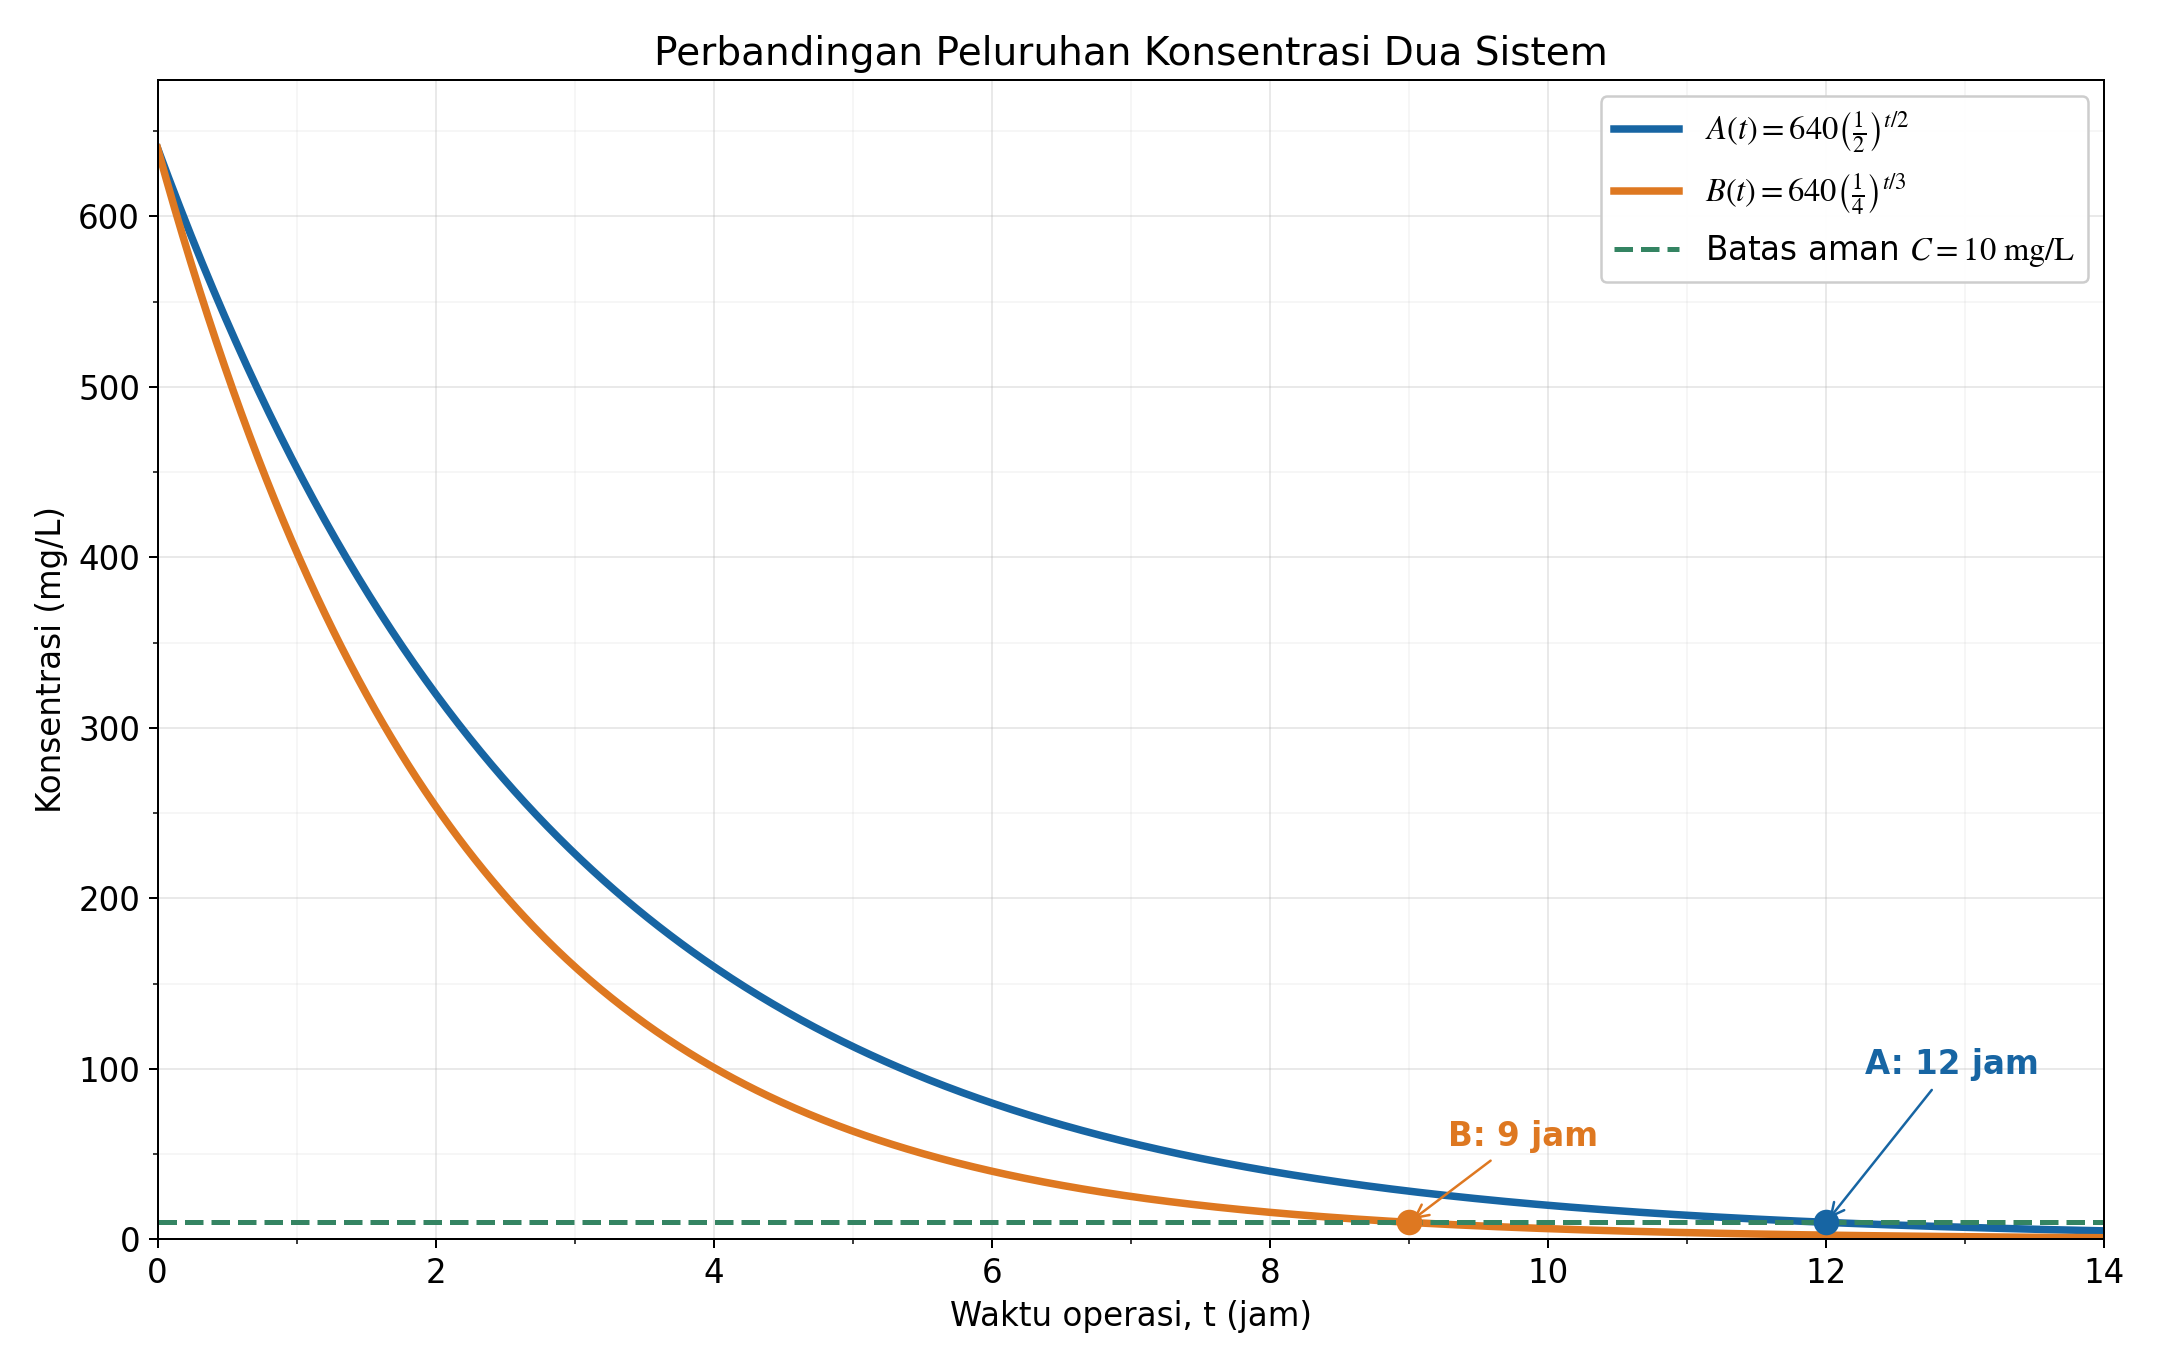 Perbandingan Peluruhan Konsentrasi Dua Sistem
A(t) = 640(1/2)^{t/2}
B(t) = 640(1/4)^{t/3}
Batas aman C = 10 mg/L
Konsentrasi (mg/L)
600
500
400
300
200
100
0
A: 12 jam
B: 9 jam
0 2 4 6 8 10 12 14
Waktu operasi, t (jam)